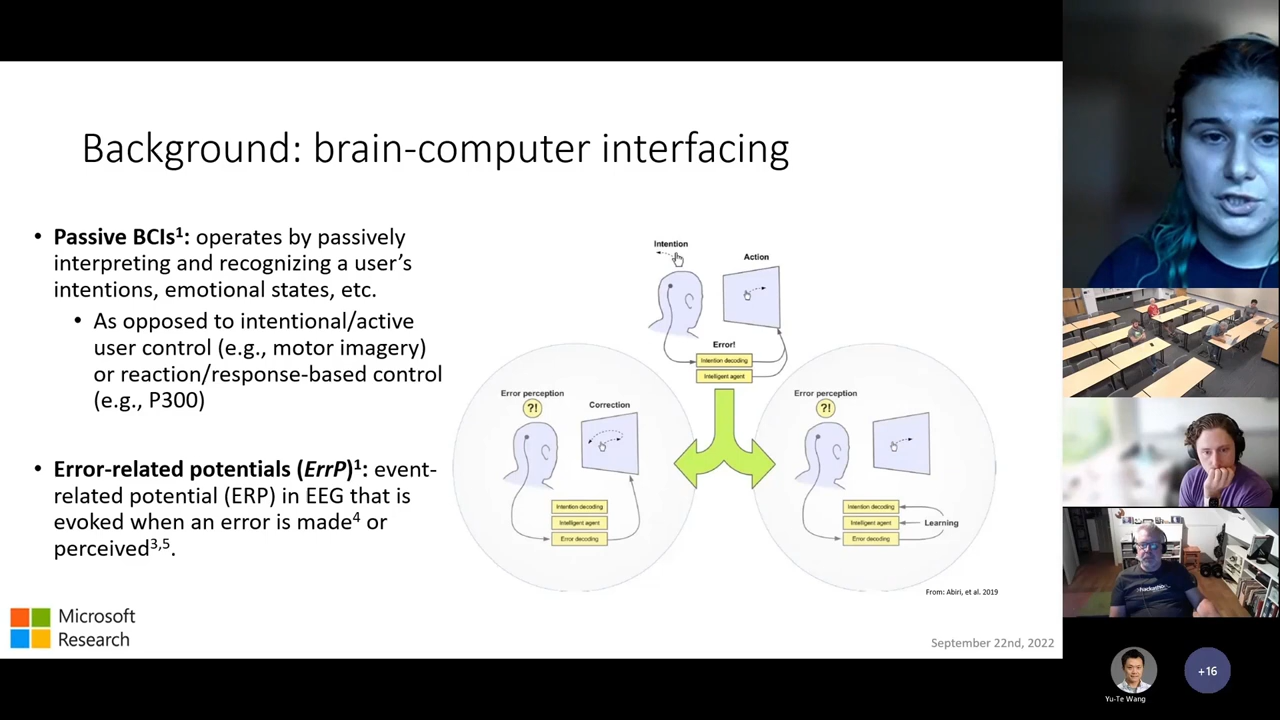 Background: brain-computer interfacing
• Passive BCIs¹: operates by passively
interpreting and recognizing a user's
intentions, emotional states, etc.
• As opposed to intentional/active
user control (e.g., motor imagery)
or reaction/response-based control
(e.g., P300)
• Error-related potentials (ErrP)¹: event-
related potential (ERP) in EEG that is
evoked when an error is made⁴ or
perceived³,⁵.
Intention
Action
Error!
Intention decoding
Intelligent agent
Error perception
?!
Correction
Intention decoding
Intelligent agent
Error decoding
Error perception
?!
Intention decoding
Intelligent agent
Error decoding
Learning
From: Abiri, et al. 2019
Microsoft
Research
September 22nd, 2022
hackathon
Yu-Te Wang
+16